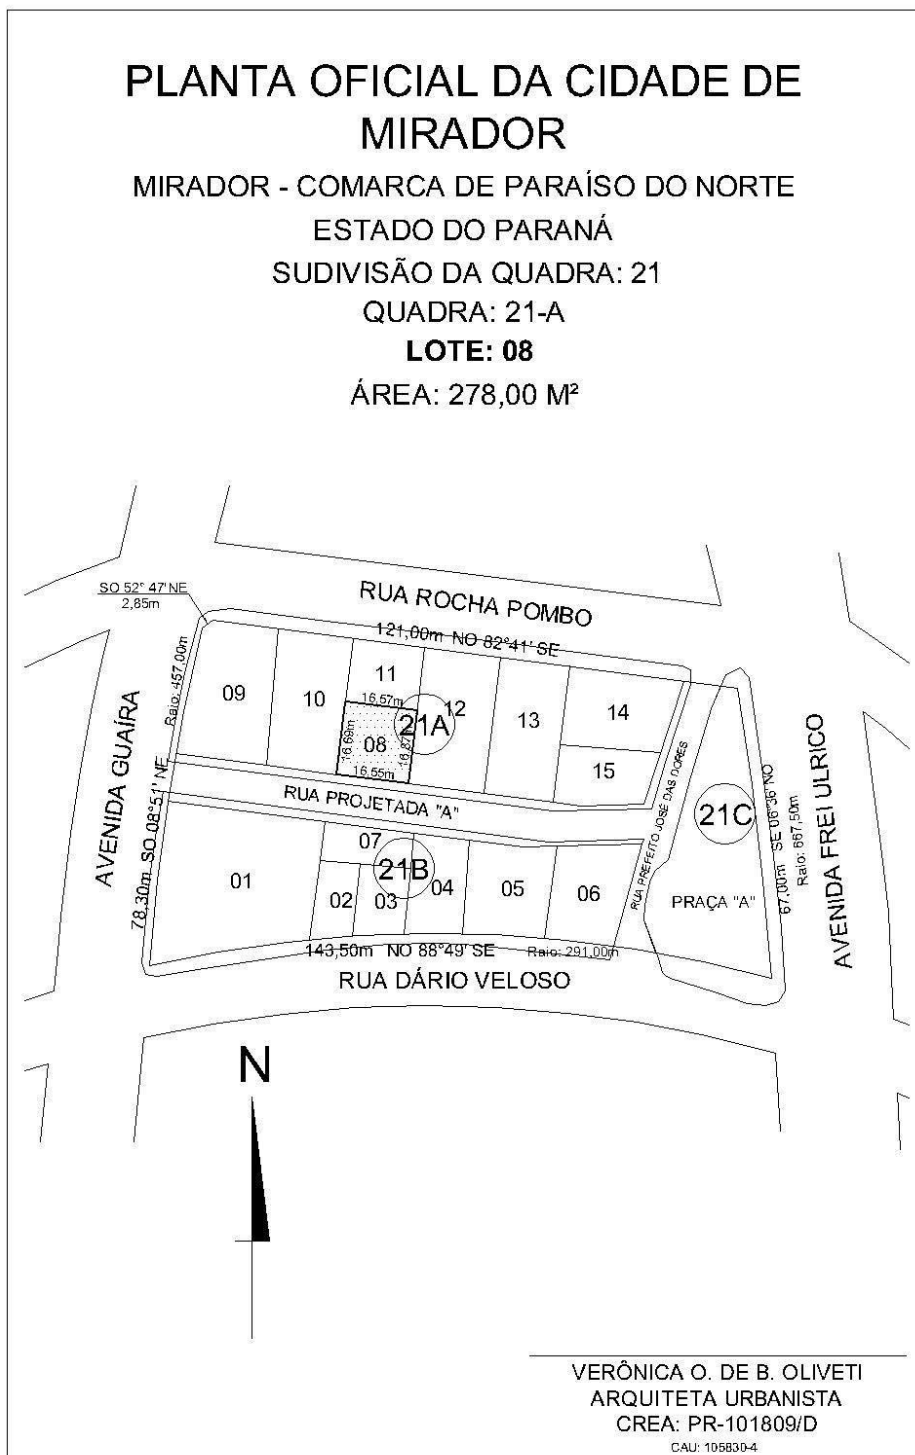 PLANTA OFICIAL DA CIDADE DE
MIRADOR
MIRADOR - COMARCA DE PARAÍSO DO NORTE
ESTADO DO PARANÁ
SUDIVISÃO DA QUADRA: 21
QUADRA: 21-A
LOTE: 08
ÁREA: 278,00 M²
SO 52° 47' NE
2,85m
RUA ROCHA POMBO
121,00m NO 82°41' SE
Raio: 457,00m
AVENIDA GUAÍRA
78,30m SO 08°51' NE
09
10
11
16,57m
12
21A
13
14
15
16,69m
08
16,87m
16,55m
RUA PROJETADA "A"
RUA PREFEITO JOSÉ DAS DORES
21C
PRAÇA "A"
67,00m SE 06°36' NO
Raio: 667,50m
AVENIDA FREI ULRICO
01
07
21B
02
03
04
05
06
143,50m NO 88°49' SE
Raio: 291,00m
RUA DÁRIO VELOSO
N
VERÔNICA O. DE B. OLIVETI
ARQUITETA URBANISTA
CREA: PR-101809/D
CAU: 105830-4